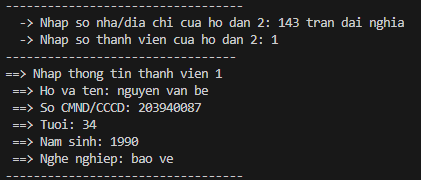 ---------------------------------
-> Nhap so nha/dia chi cua ho dan 2: 143 tran dai nghia
-> Nhap so thanh vien cua ho dan 2: 1
--------------------------------
==> Nhap thong tin thanh vien 1
==> Ho va ten: nguyen van be
==> So CMND/CCCD: 203940087
==> Tuoi: 34
==> Nam sinh: 1990
==> Nghe nghiep: bao ve
---------------------------------